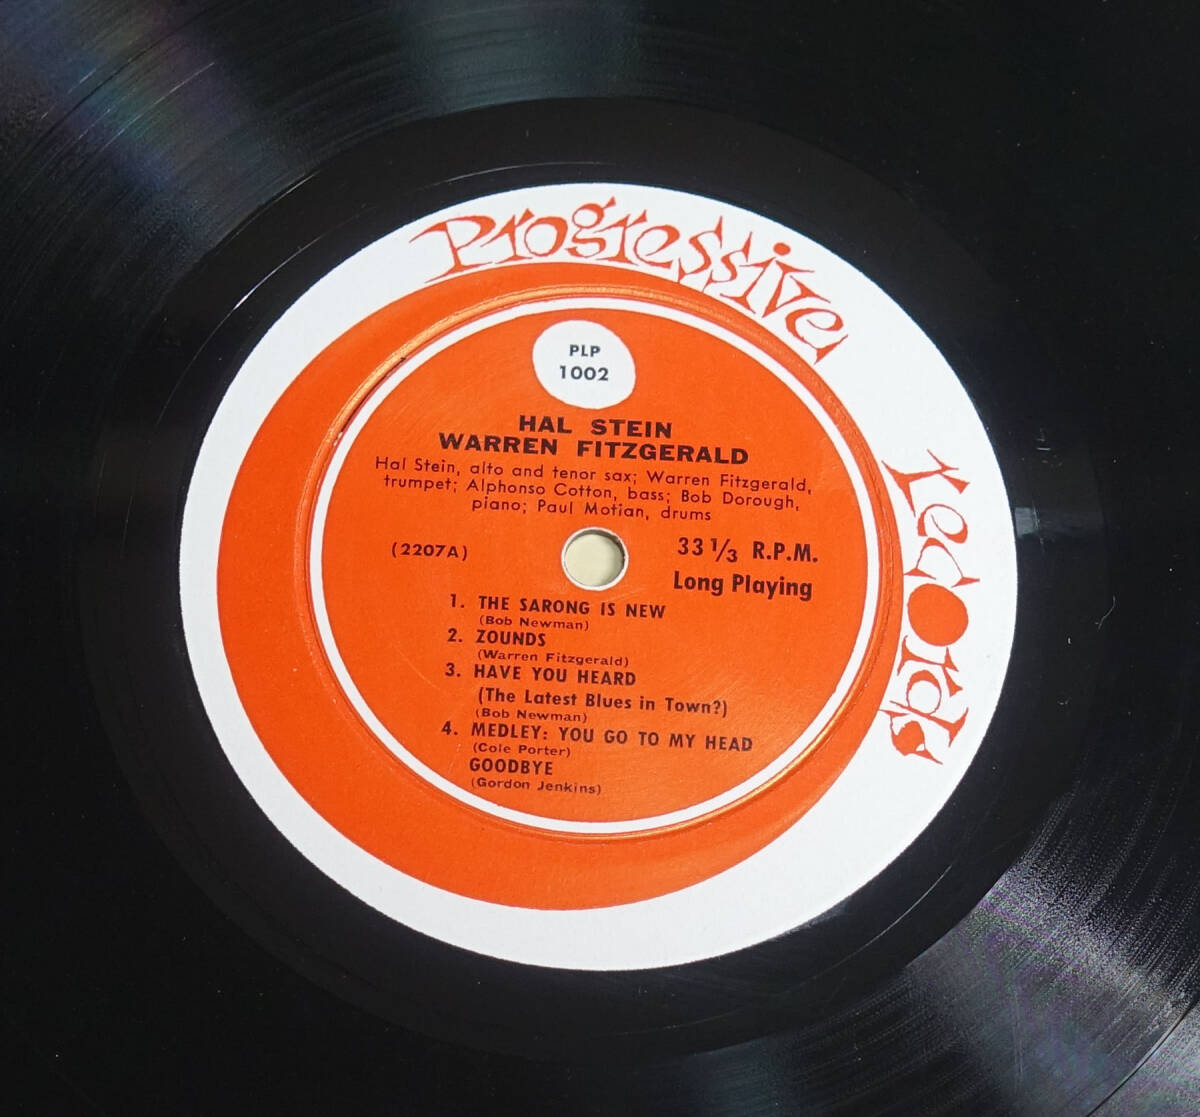 Progressive
records
PLP
1002
HAL STEIN
WARREN FITZGERALD
Hal Stein, alto and tenor sax; Warren Fitzgerald,
trumpet; Alphonso Cotton, bass; Bob Dorough,
piano; Paul Motian, drums
(2207A)
33 1/3 R.P.M.
Long Playing
1. THE SARONG IS NEW
(Bob Newman)
2. ZOUNDS
(Warren Fitzgerald)
3. HAVE YOU HEARD
(The Latest Blues in Town?)
(Bob Newman)
4. MEDLEY: YOU GO TO MY HEAD
(Cole Porter)
GOODBYE
(Gordon Jenkins)